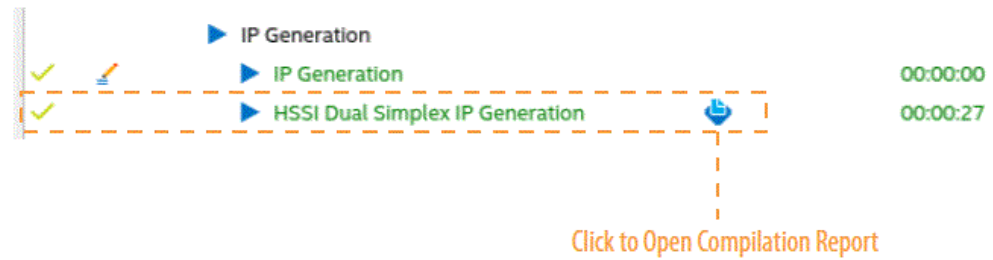 IP Generation
IP Generation 00:00:00
HSSI Dual Simplex IP Generation 00:00:27
Click to Open Compilation Report